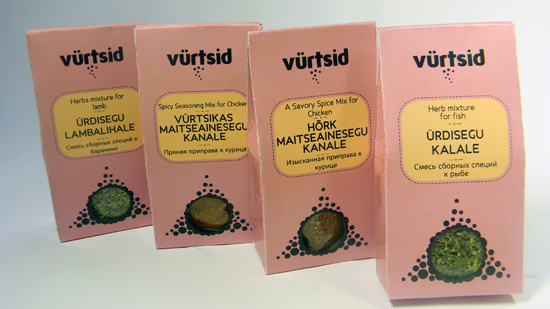 vürtsid
Herbs mixture for
lamb
ÜRDISEGU
LAMBALIHALE
Смесь сборных специй к
баранине
vürtsid
Spicy Seasoning Mix for Chicken
VÜRTSIKAS
MAITSEAINESEGU
KANALE
Пряная приправа к курице
vürtsid
A Savory Spice Mix for
Chicken
HÕRK
MAITSEAINESEGU
KANALE
Изысканная приправа к
курице
vürtsid
Herb mixture
for fish
ÜRDISEGU
KALALE
Смесь сборных специй
к рыбе